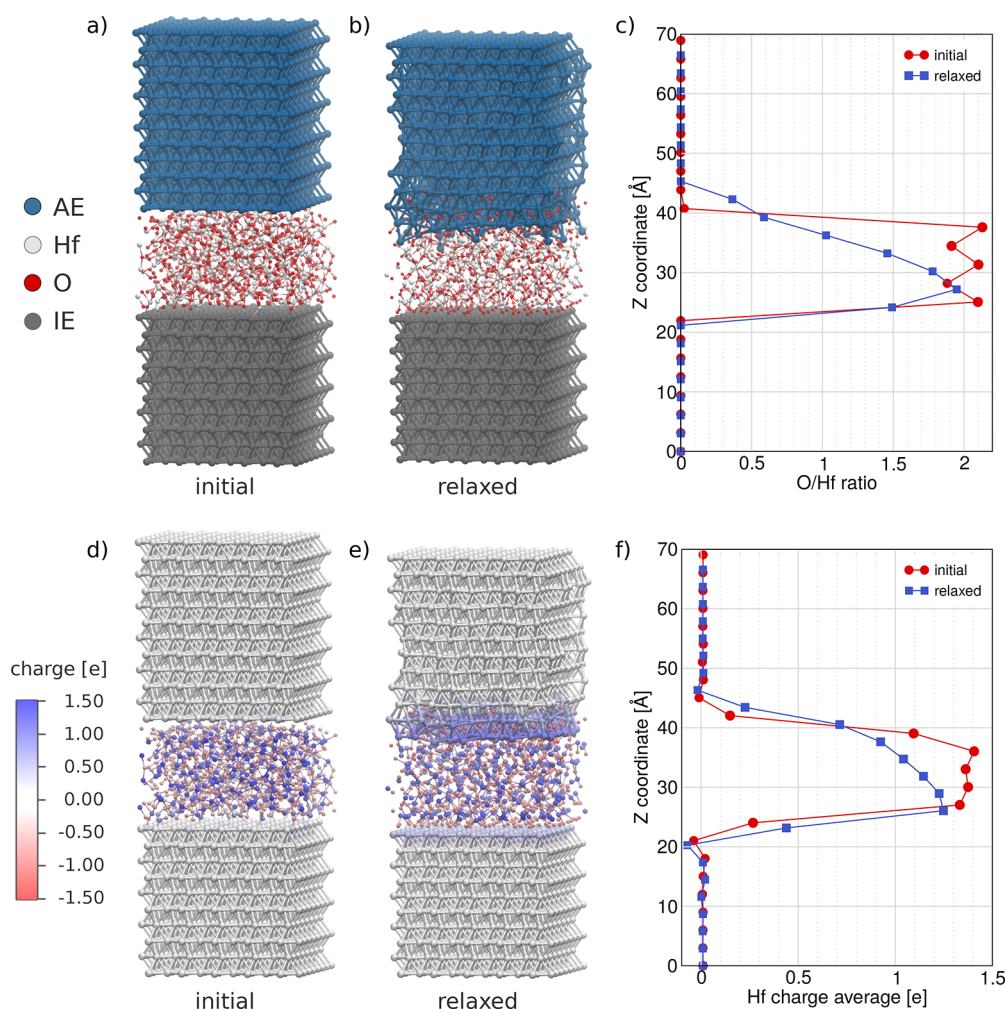 a)
b)
c)
AE
Hf
O
IE
initial
relaxed
70
60
50
40
30
20
10
0
Z coordinate [Å]
initial
relaxed
0
0.5
1
1.5
2
O/Hf ratio
d)
e)
f)
charge [e]
1.50
1.00
0.50
0.00
-0.50
-1.00
-1.50
initial
relaxed
70
60
50
40
30
20
10
0
Z coordinate [Å]
initial
relaxed
0
0.5
1
1.5
Hf charge average [e]